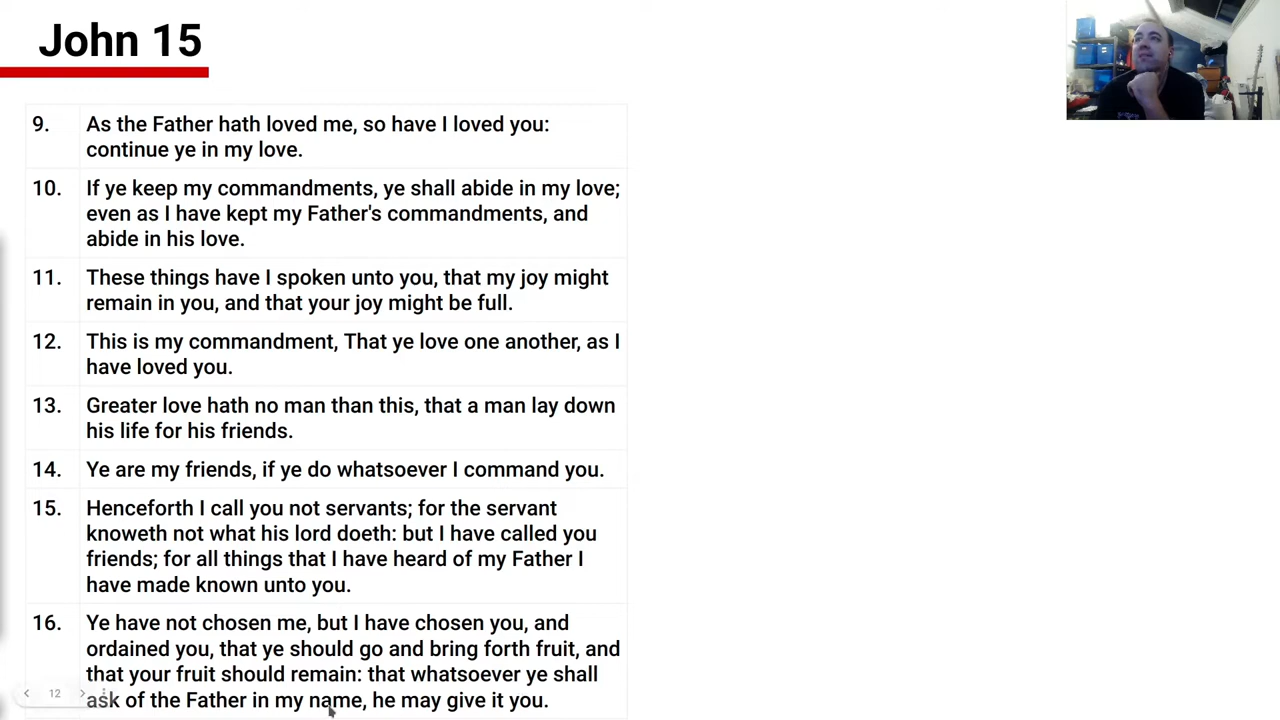 John 15
9. As the Father hath loved me, so have I loved you:
continue ye in my love.
10. If ye keep my commandments, ye shall abide in my love;
even as I have kept my Father's commandments, and
abide in his love.
11. These things have I spoken unto you, that my joy might
remain in you, and that your joy might be full.
12. This is my commandment, That ye love one another, as I
have loved you.
13. Greater love hath no man than this, that a man lay down
his life for his friends.
14. Ye are my friends, if ye do whatsoever I command you.
15. Henceforth I call you not servants; for the servant
knoweth not what his lord doeth: but I have called you
friends; for all things that I have heard of my Father I
have made known unto you.
16. Ye have not chosen me, but I have chosen you, and
ordained you, that ye should go and bring forth fruit, and
that your fruit should remain: that whatsoever ye shall
ask of the Father in my name, he may give it you.
12